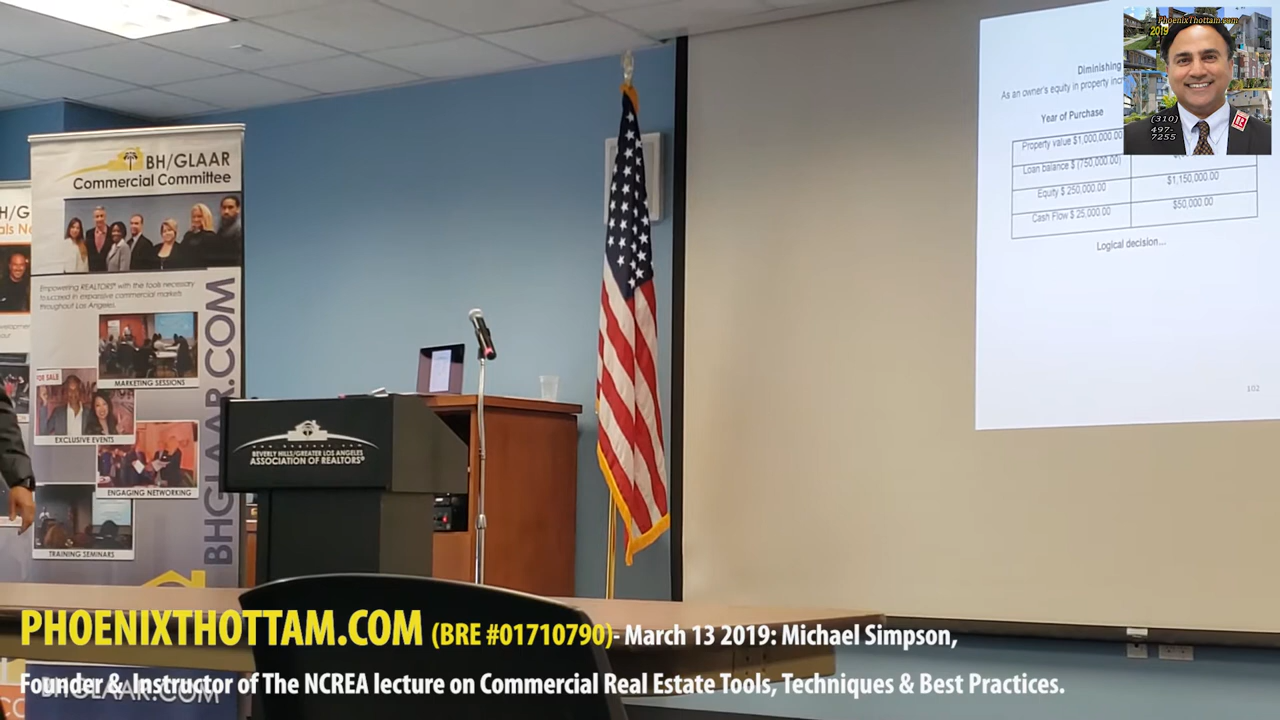 BH/GLAAR
Commercial Committee
Empowering REALTORS® with the tools necessary
to succeed in expansive commercial markets
throughout Los Angeles.
MARKETING SESSIONS
FOR SALE
EXCLUSIVE EVENTS
ENGAGING NETWORKING
TRAINING SEMINARS
BHGLAAR.COM
BEVERLY HILLS/GREATER LOS ANGELES
ASSOCIATION OF REALTORS®
Diminishing
As an owner's equity in property
Year of Purchase
Property value $1,000,000.00
Loan balance $ (750,000.00)
Equity $ 250,000.00
$1,150,000.00
Cash Flow $ 25,000.00
$50,000.00
Logical decision...
102
PhoenixThottam.com
2019
(310)
497-
7255
BHGLAAR.COM
PHOENIXTHOTTAM.COM (BRE #01710790)- March 13 2019: Michael Simpson,
Founder & Instructor of The NCREA lecture on Commercial Real Estate Tools, Techniques & Best Practices.